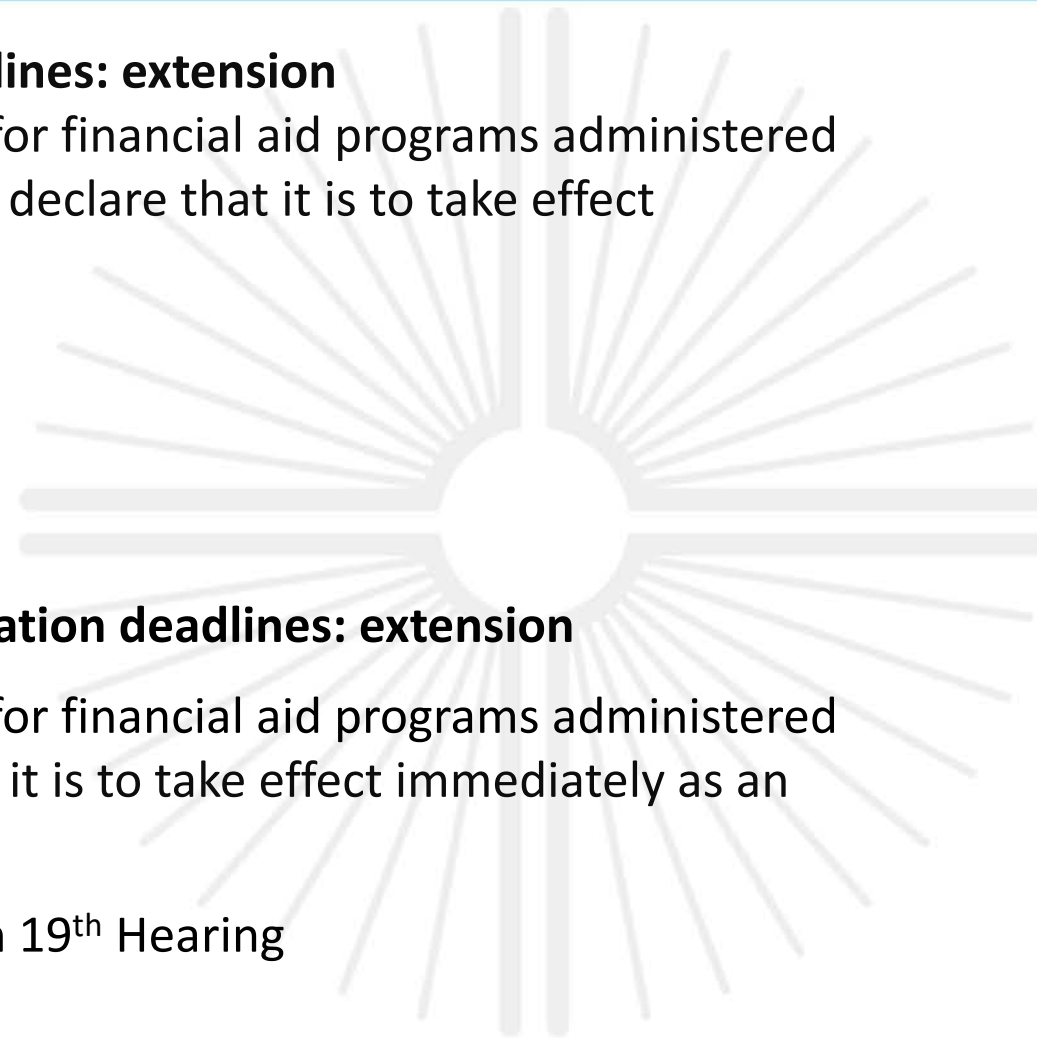 lines: extension
for financial aid programs administered
declare that it is to take effect
ation deadlines: extension
for financial aid programs administered
it is to take effect immediately as an
19th Hearing